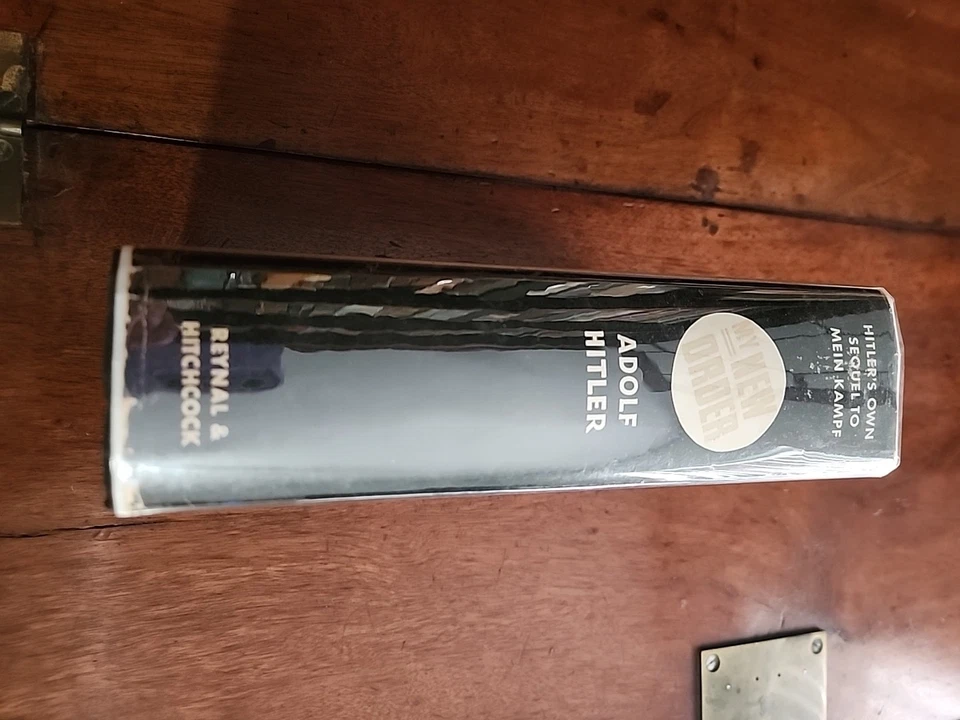 HITLER'S OWN
SEQUEL TO
MEIN KAMPF
MY NEW
ORDER
ADOLF
HITLER
REYNAL &
HITCHCOCK